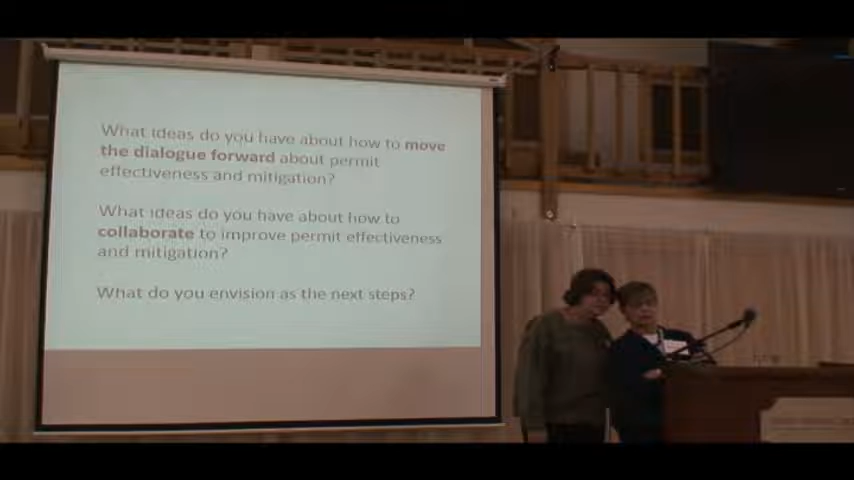 What ideas do you have about how to move
the dialogue forward about permit
effectiveness and mitigation?
What ideas do you have about how to
collaborate to improve permit effectiveness
and mitigation?
What do you envision as the next steps?